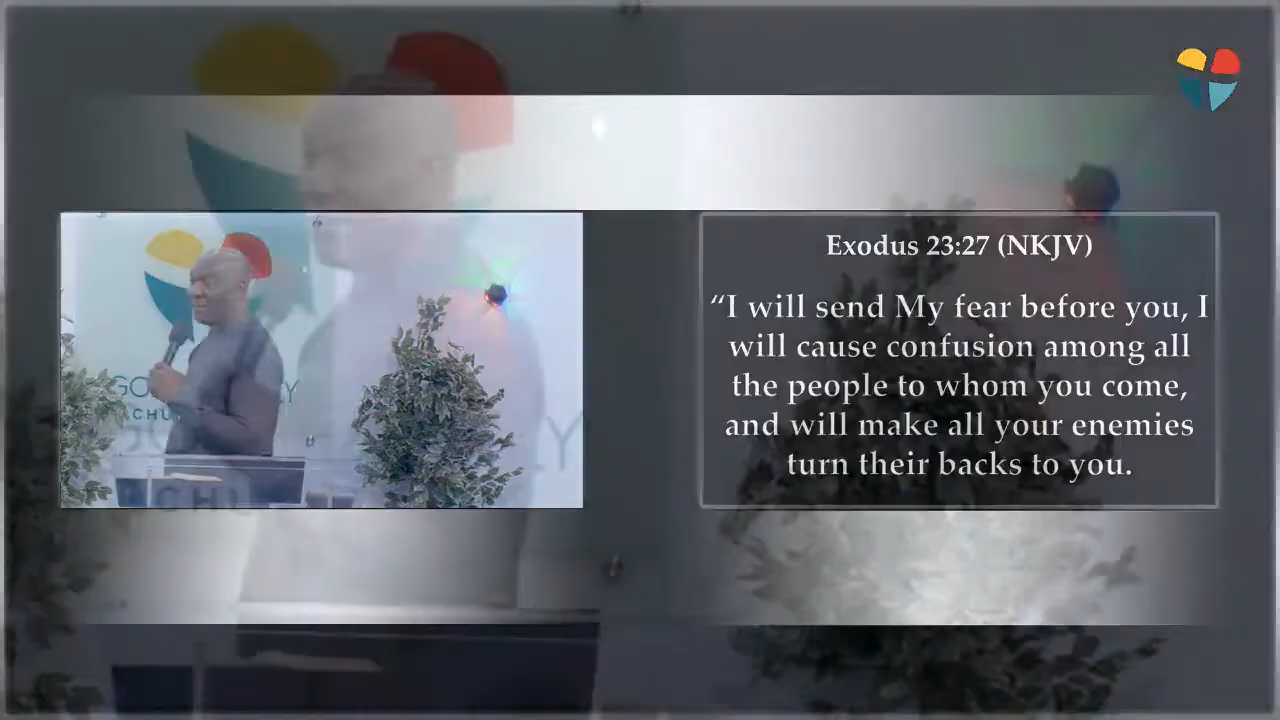 Exodus 23:27 (NKJV)
“I will send My fear before you, I
will cause confusion among all
the people to whom you come,
and will make all your enemies
turn their backs to you.